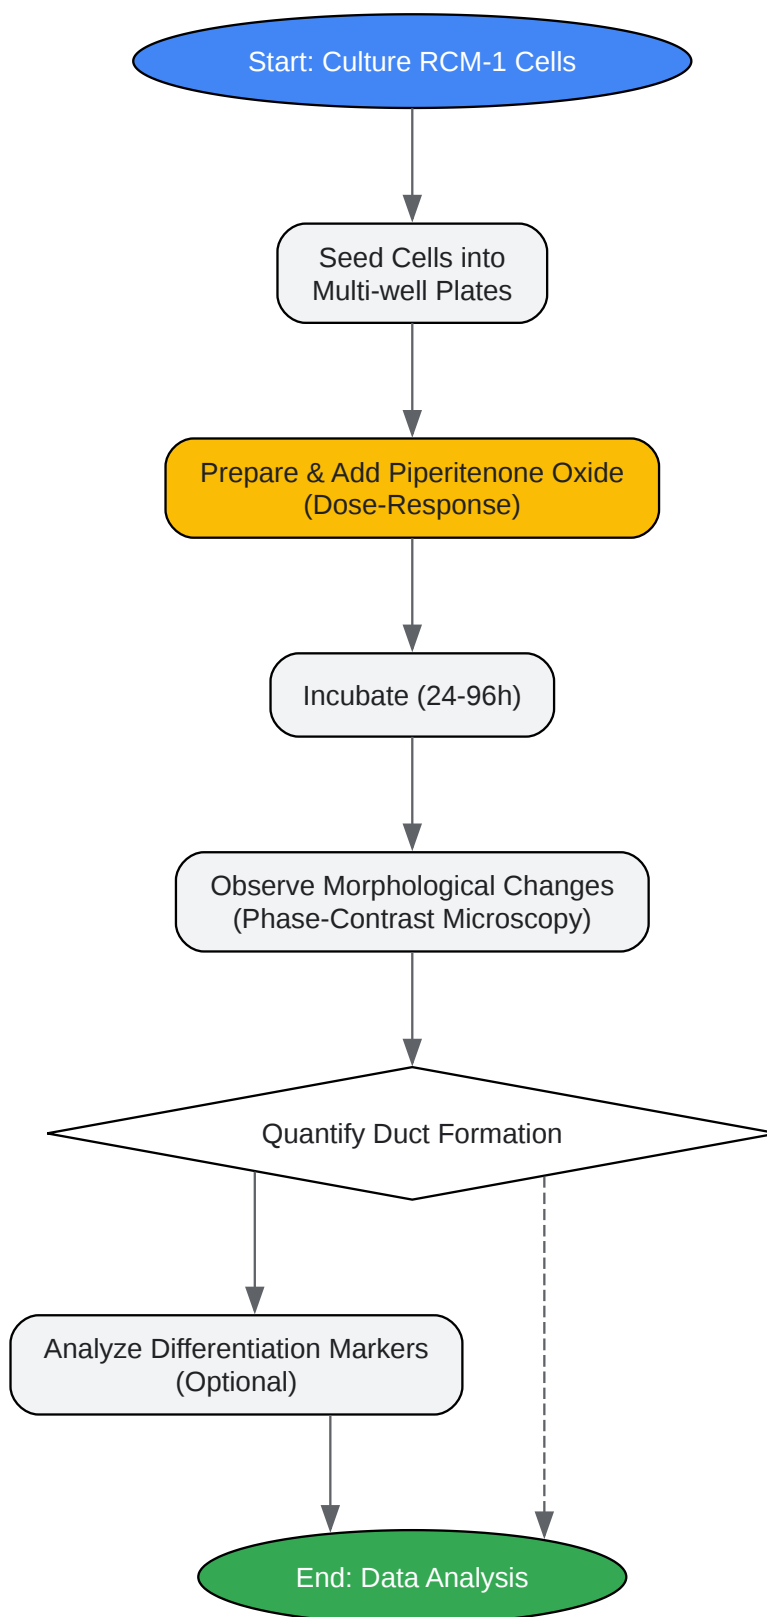 Start: Culture RCM-1 Cells
Seed Cells into
Multi-well Plates
Prepare & Add Piperitenone Oxide
(Dose-Response)
Incubate (24-96h)
Observe Morphological Changes
(Phase-Contrast Microscopy)
Quantify Duct Formation
Analyze Differentiation Markers
(Optional)
End: Data Analysis